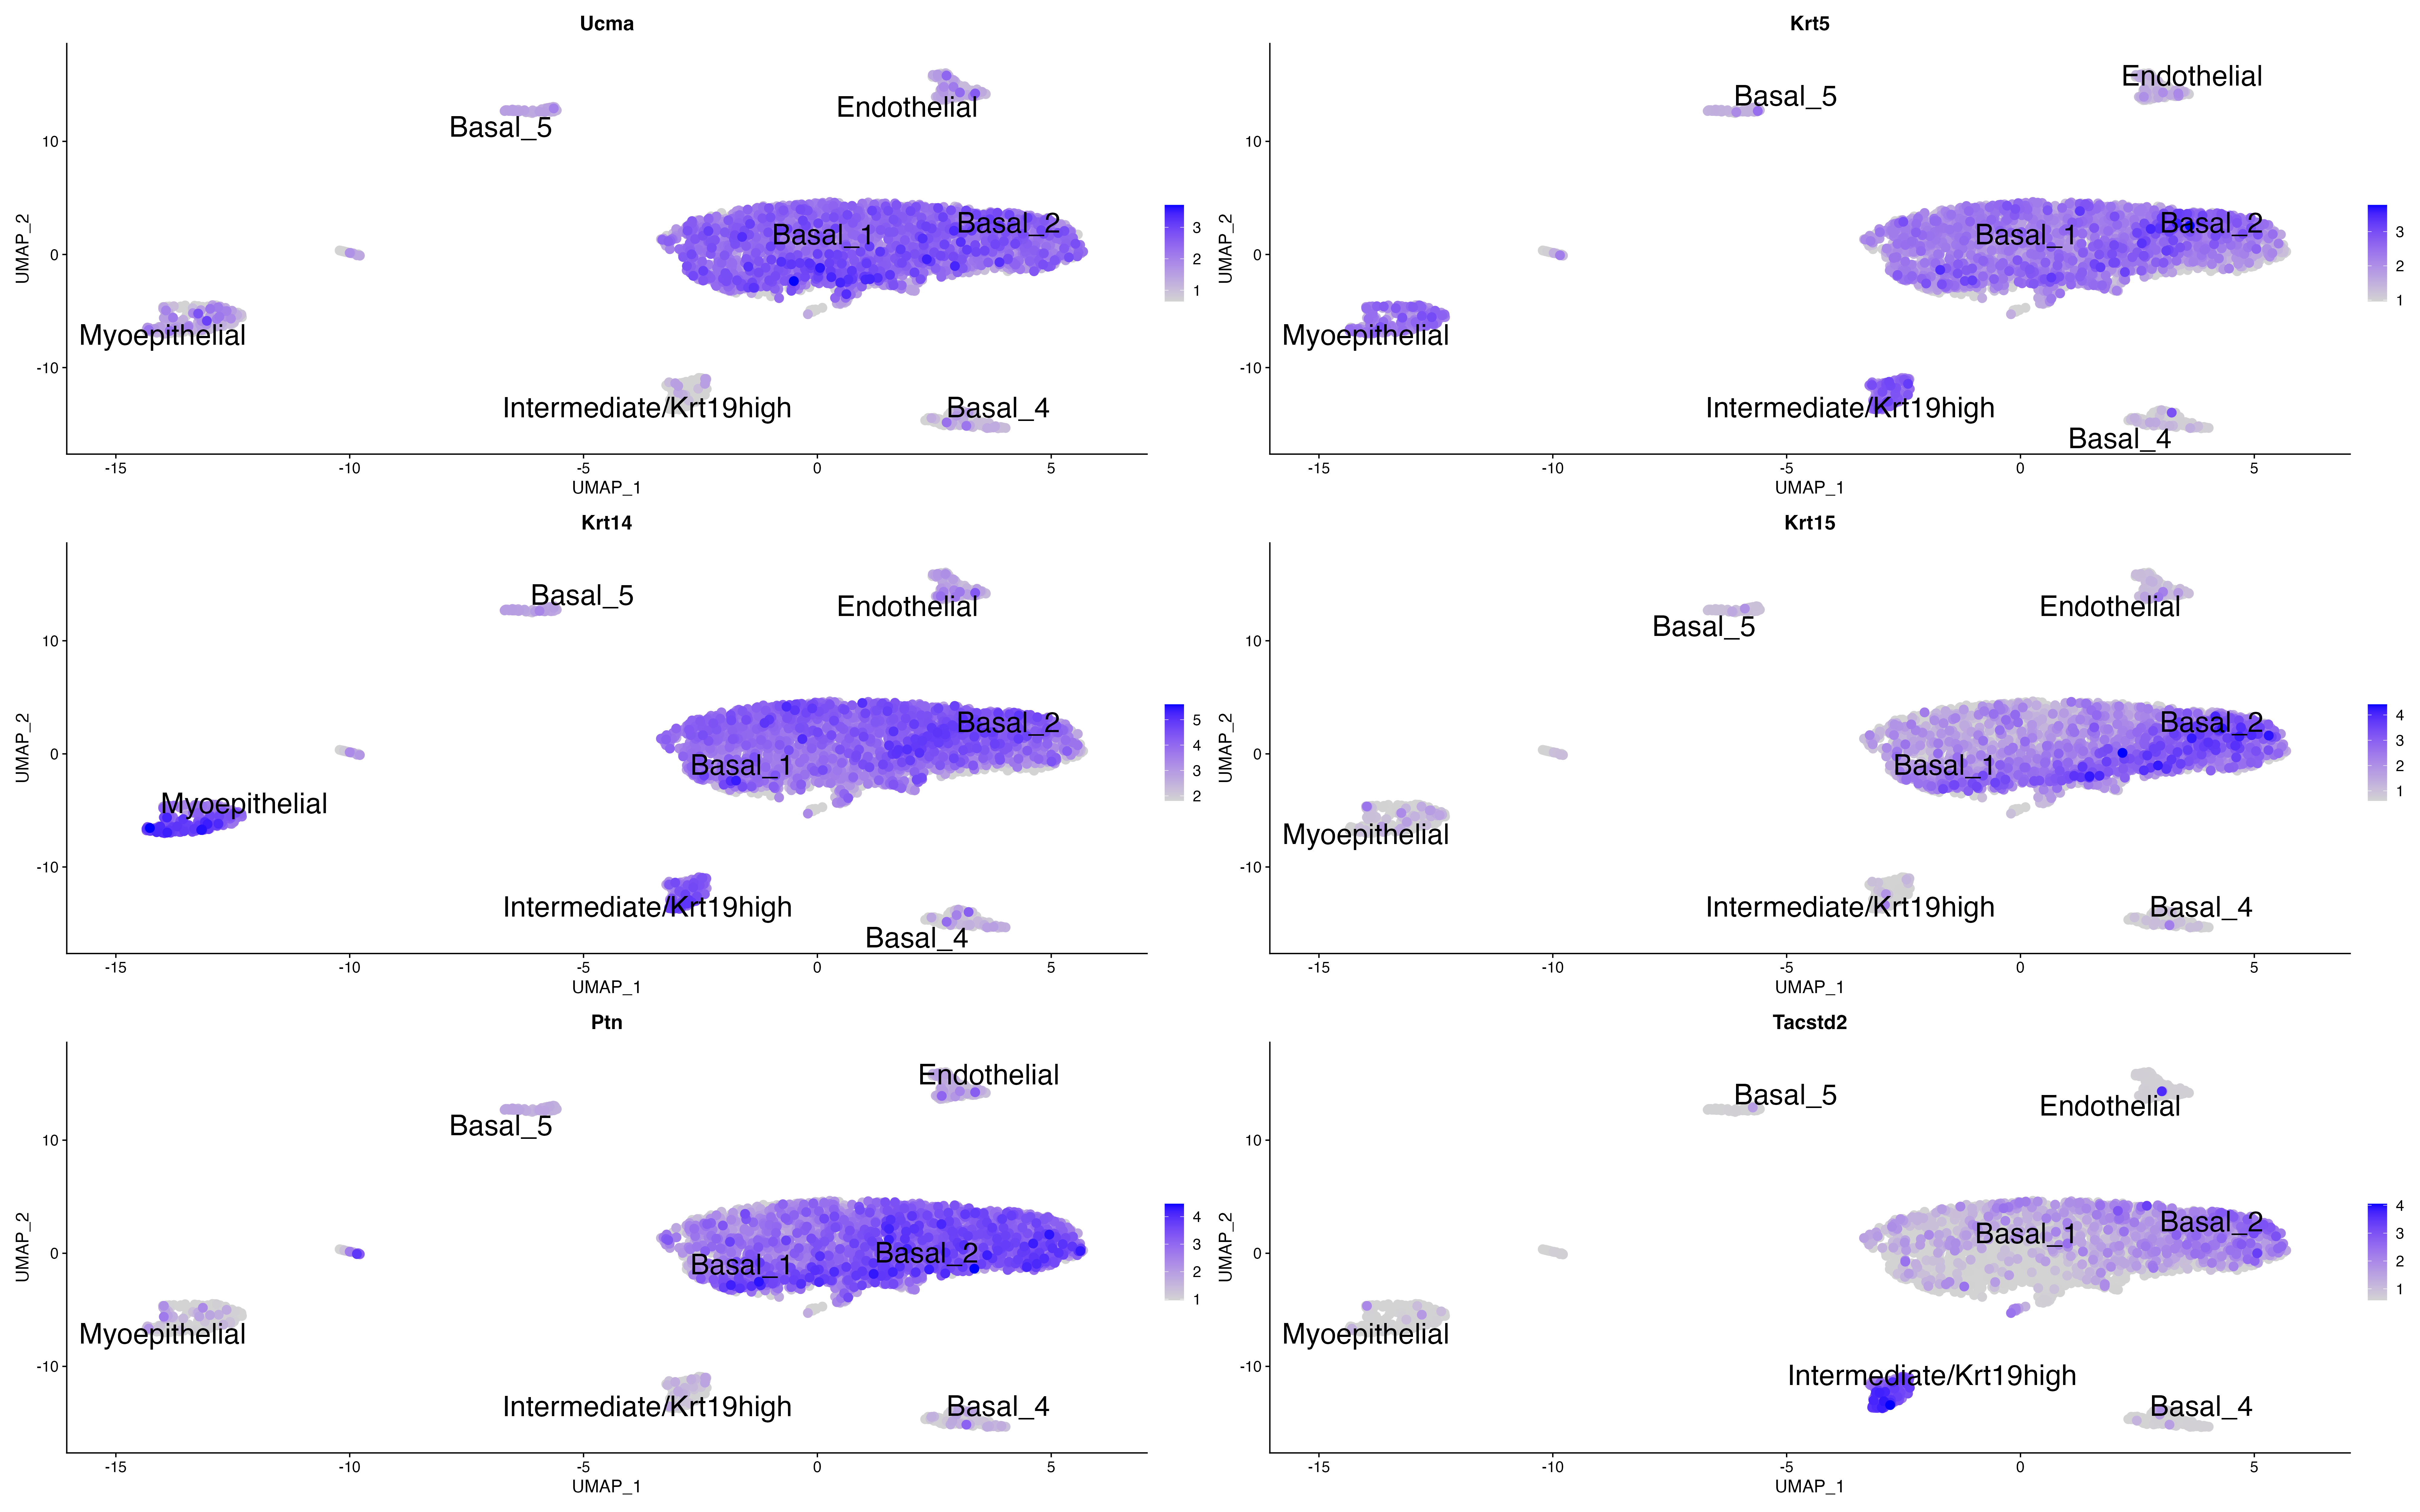 Ucma
UMAP_2
10
0
-10
Basal_5
Endothelial
Basal_1
Basal_2
Myoepithelial
Intermediate/Krt19high
Basal_4
3
2
1
-15
-10
-5
0
5
UMAP_1
Krt5
UMAP_2
10
0
-10
Endothelial
Basal_5
Basal_1
Basal_2
Myoepithelial
Intermediate/Krt19high
Basal_4
3
2
1
-15
-10
-5
0
5
UMAP_1
Krt14
UMAP_2
10
0
-10
Basal_5
Endothelial
Basal_2
Basal_1
Myoepithelial
Intermediate/Krt19high
Basal_4
5
4
3
2
-15
-10
-5
0
5
UMAP_1
Krt15
UMAP_2
10
0
-10
Endothelial
Basal_5
Basal_2
Basal_1
Myoepithelial
Intermediate/Krt19high
Basal_4
4
3
2
1
-15
-10
-5
0
5
UMAP_1
Ptn
UMAP_2
10
0
-10
Endothelial
Basal_5
Basal_2
Basal_1
Myoepithelial
Intermediate/Krt19high
Basal_4
4
3
2
1
-15
-10
-5
0
5
UMAP_1
Tacstd2
UMAP_2
10
0
-10
Basal_5
Endothelial
Basal_1
Basal_2
Myoepithelial
Intermediate/Krt19high
Basal_4
4
3
2
1
-15
-10
-5
0
5
UMAP_1